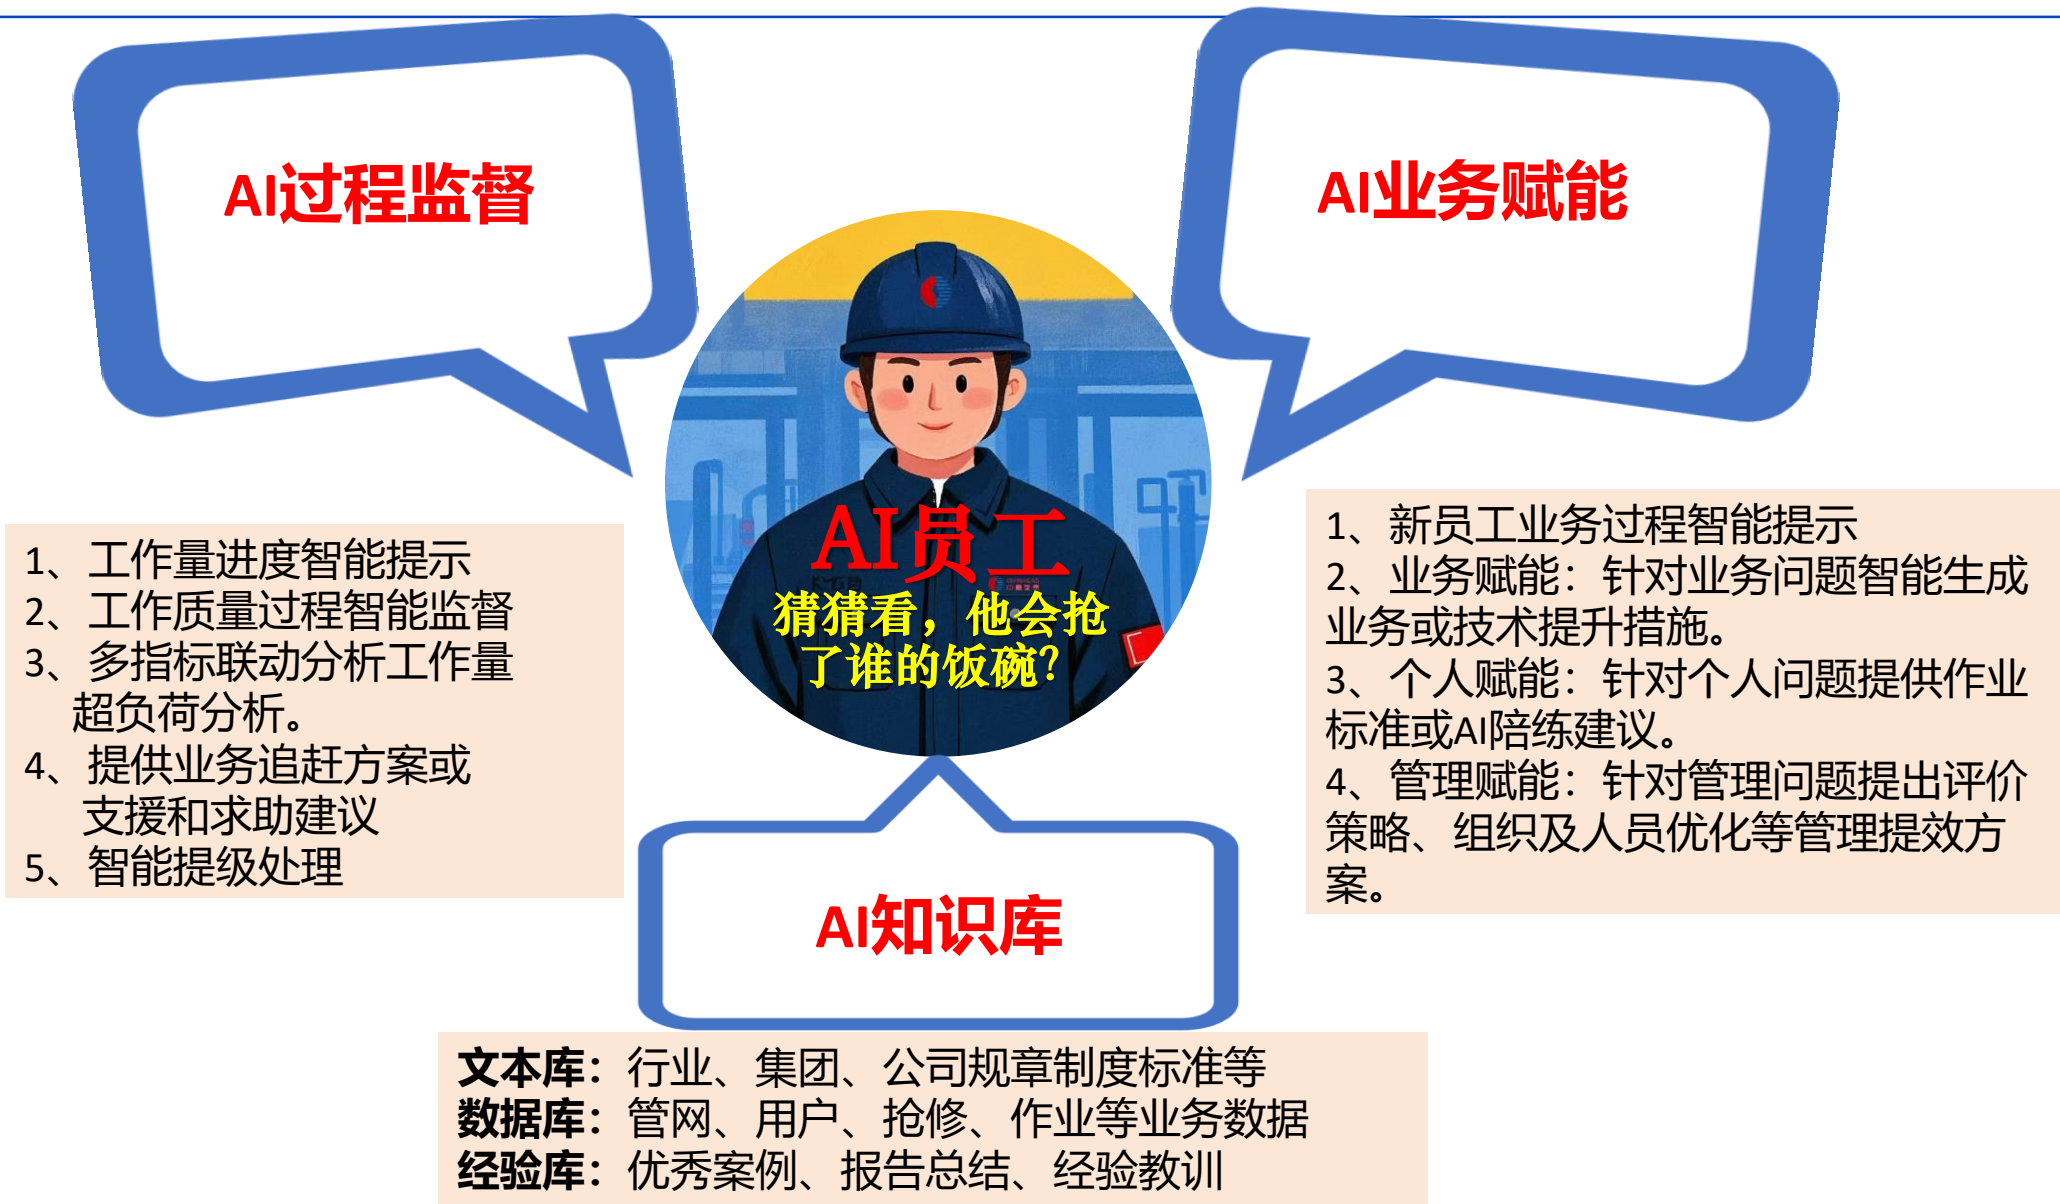 AI过程监督
AI业务赋能
AI员工
猜猜看，他会抢
了谁的饭碗?
1、工作量进度智能提示
2、工作质量过程智能监督
3、多指标联动分析工作量
超负荷分析。
4、提供业务追赶方案或
支援和求助建议
5、智能提级处理
1、新员工业务过程智能提示
2、业务赋能：针对业务问题智能生成
业务或技术提升措施。
3、个人赋能：针对个人问题提供作业
标准或AI陪练建议。
4、管理赋能：针对管理问题提出评价
策略、组织及人员优化等管理提效方
案。
AI知识库
文本库：行业、集团、公司规章制度标准等
数据库：管网、用户、抢修、作业等业务数据
经验库：优秀案例、报告总结、经验教训